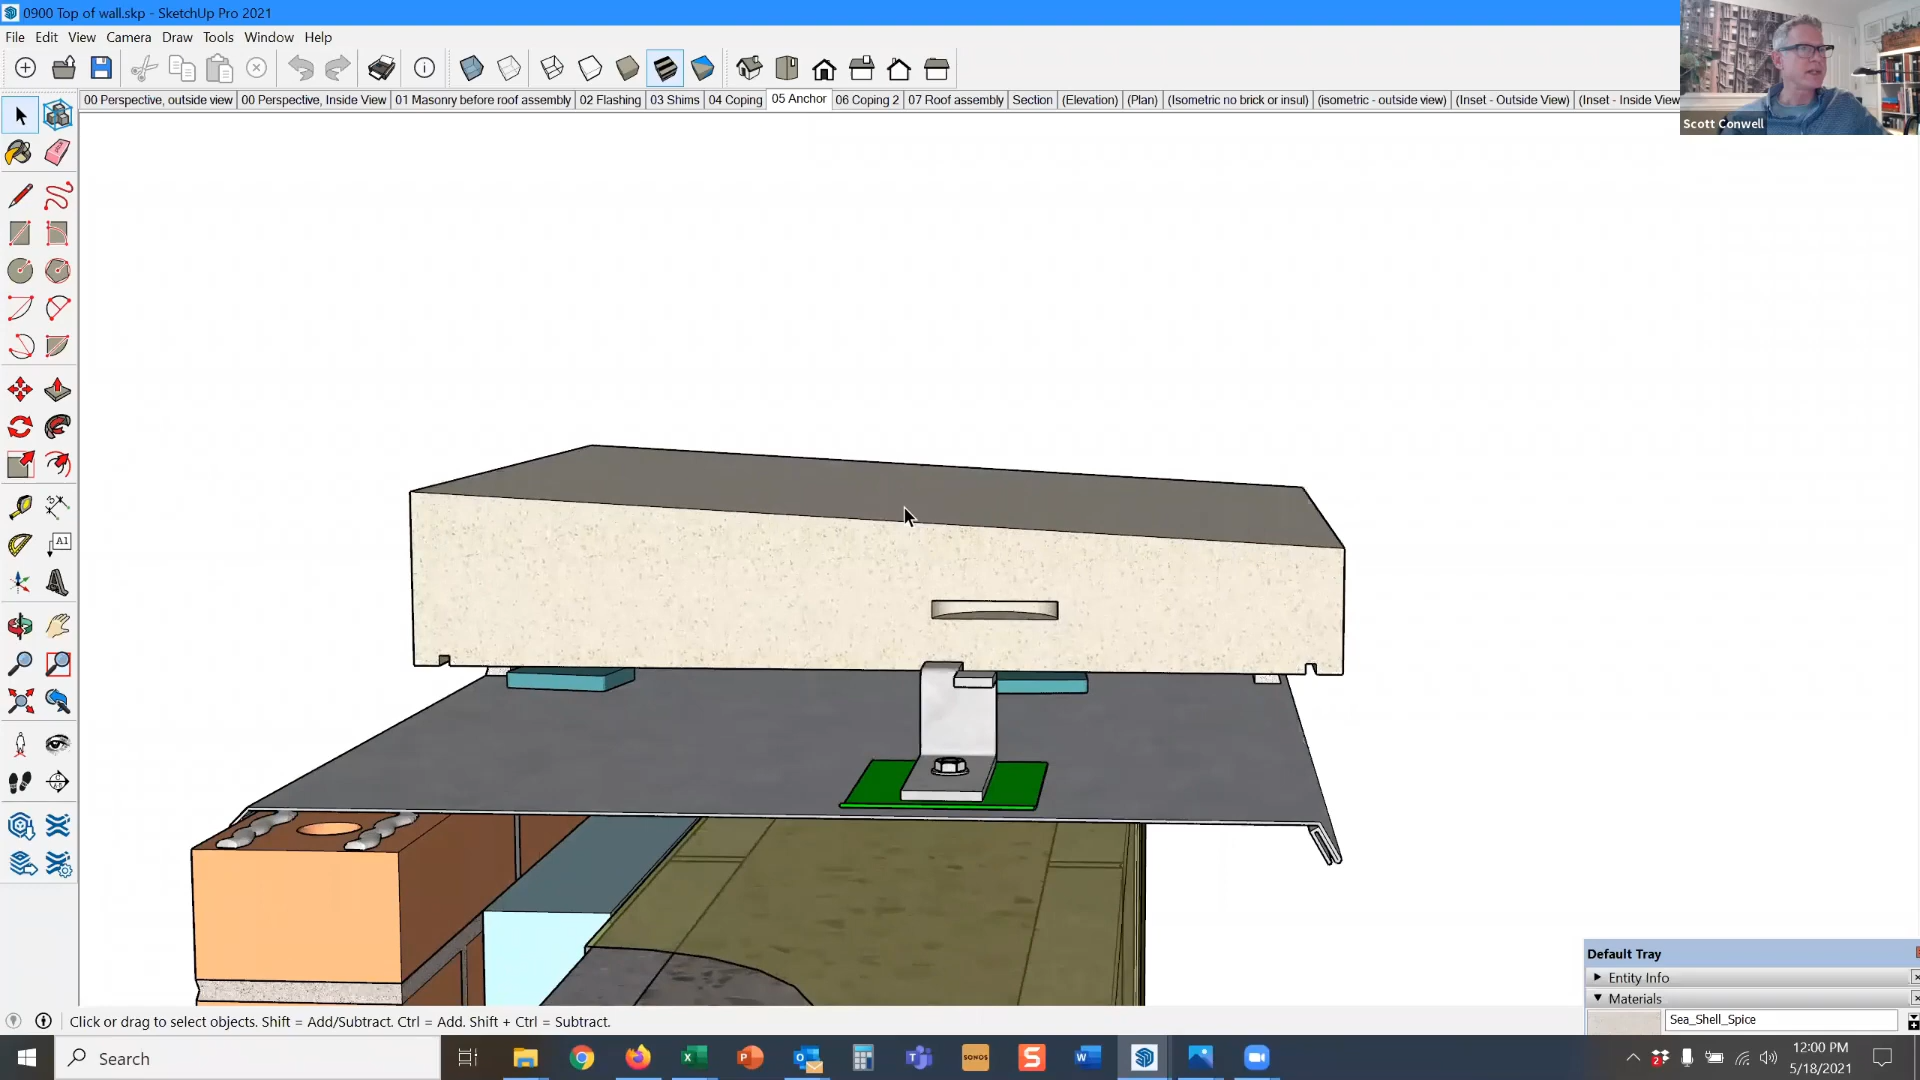 0900 Top of wall.skp - SketchUp Pro 2021
File Edit View Camera Draw Tools Window Help
00 Perspective, outside view 00 Perspective, Inside View 01 Masonry before roof assembly 02 Flashing 03 Shims 04 Coping 05 Anchor 06 Coping 2 07 Roof assembly Section (Elevation) (Plan) (Isometric no brick or insul) (isometric - outside view) (Inset - Outside View) (Inset - Inside View
Scott Conwell
A1
Default Tray
Entity Info
Materials
Sea_Shell_Spice
Click or drag to select objects. Shift = Add/Subtract. Ctrl = Add. Shift + Ctrl = Subtract.
Search
SONOS
12:00 PM
5/18/2021